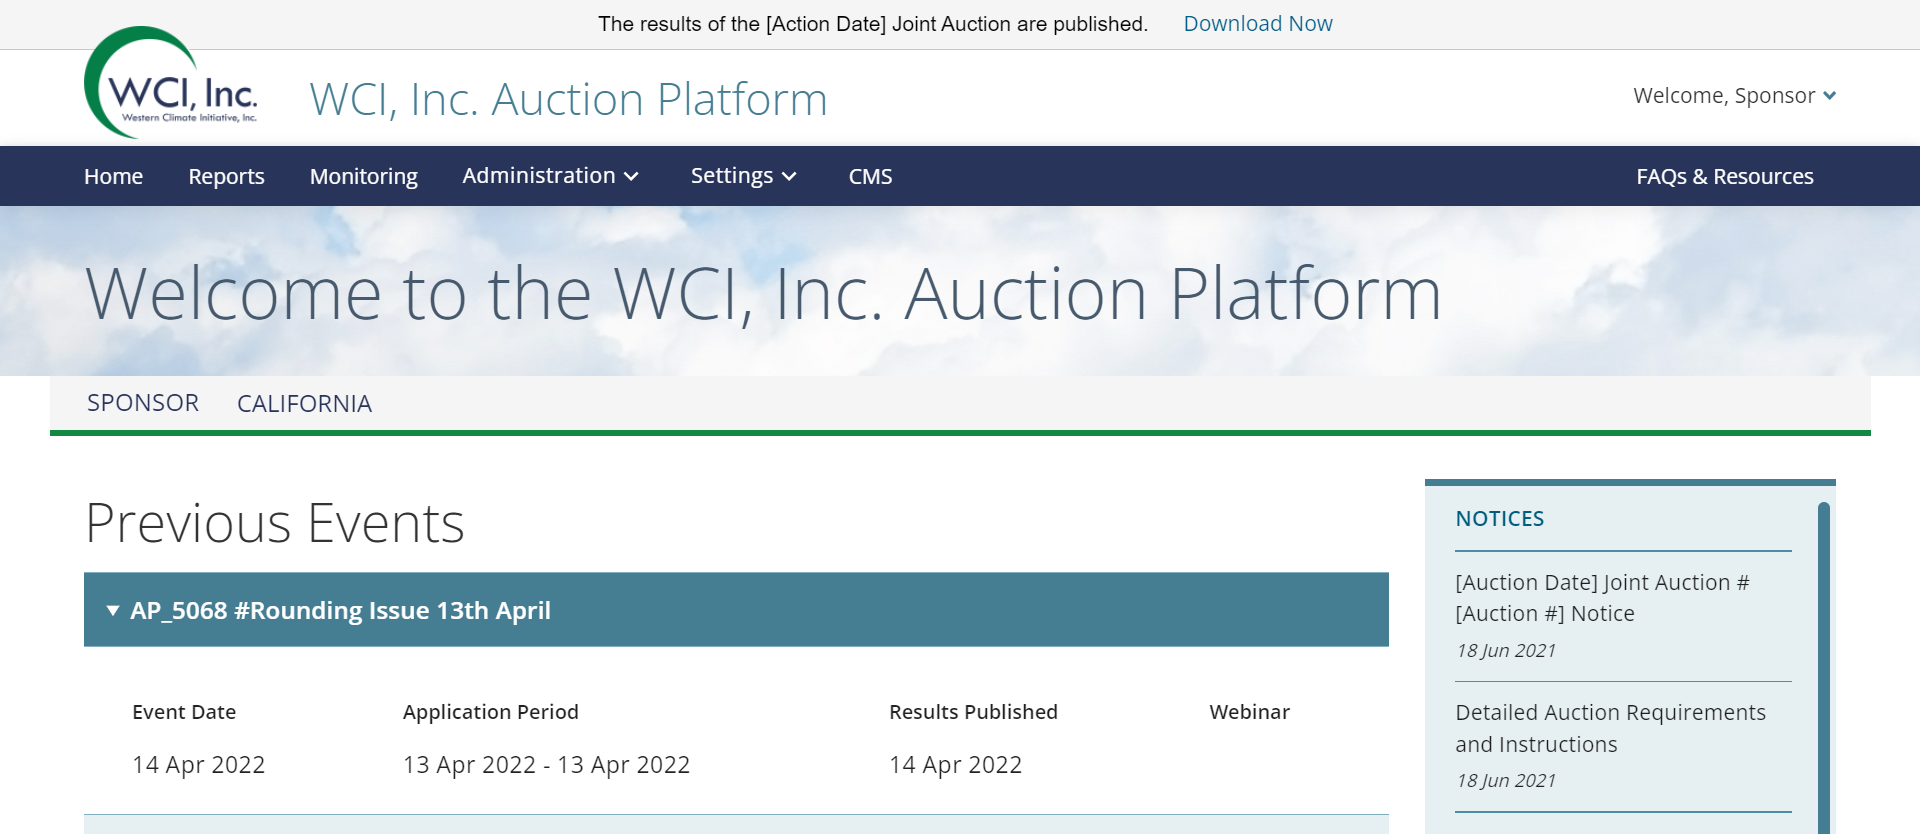 The results of the [Action Date] Joint Auction are published. Download Now
WCI, Inc.
Western Climate Initiative, Inc.
WCI, Inc. Auction Platform
Welcome, Sponsor
Home Reports Monitoring Administration Settings CMS FAQs & Resources
Welcome to the WCI, Inc. Auction Platform
SPONSOR CALIFORNIA
Previous Events
AP_5068 #Rounding Issue 13th April
Event Date Application Period Results Published Webinar
14 Apr 2022 13 Apr 2022 - 13 Apr 2022 14 Apr 2022
NOTICES
[Auction Date] Joint Auction #
[Auction #] Notice
18 Jun 2021
Detailed Auction Requirements
and Instructions
18 Jun 2021